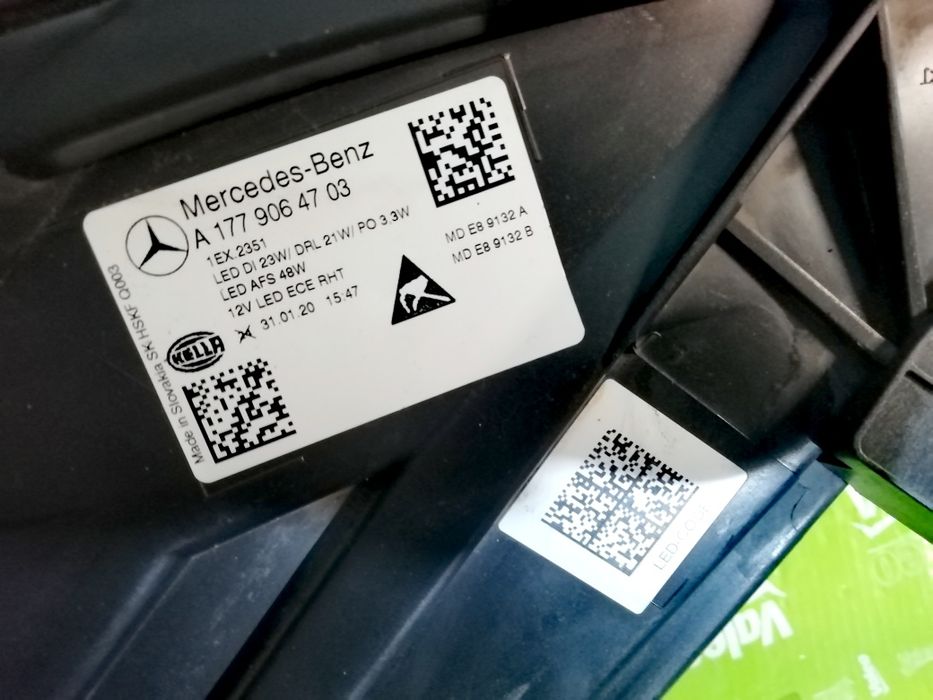 Mercedes-Benz
A 177 906 47 03
1EX.2351
LED DI 23W/ DRL 21W/ PO 3.3W
LED AFS 48W
12V LED ECE RHT
31.01.20 15:47
MD E8 9132 A
MD E8 9132 B
HELLA
Made in Slovakia SK HSKF Q003
LED-CODE
Vale